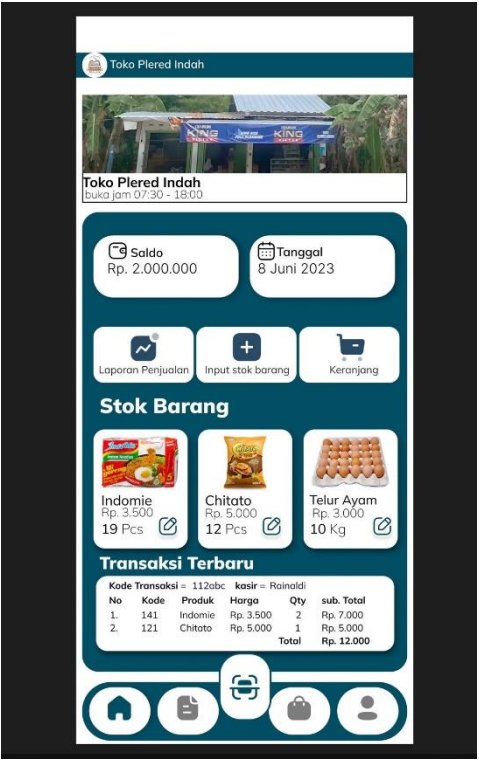 Toko Plered Indah
KING
KING
Toko Plered Indah
buka jam 07:30 - 18:00
Saldo
Rp. 2.000.000
Tanggal
8 Juni 2023
Laporan Penjualan
Input stok barang
Keranjang
Stok Barang
Indomie
Rp. 3.500
19 Pcs
Chitato
Rp. 5.000
12 Pcs
Telur Ayam
Rp. 3.000
10 Kg
Transaksi Terbaru
Kode Transaksi = 112abc kasir = Rainaldi
No Kode Produk Harga Qty sub. Total
1. 141 Indomie Rp. 3.500 2 Rp. 7.000
2. 121 Chitato Rp. 5.000 1 Rp. 5.000
Total Rp. 12.000